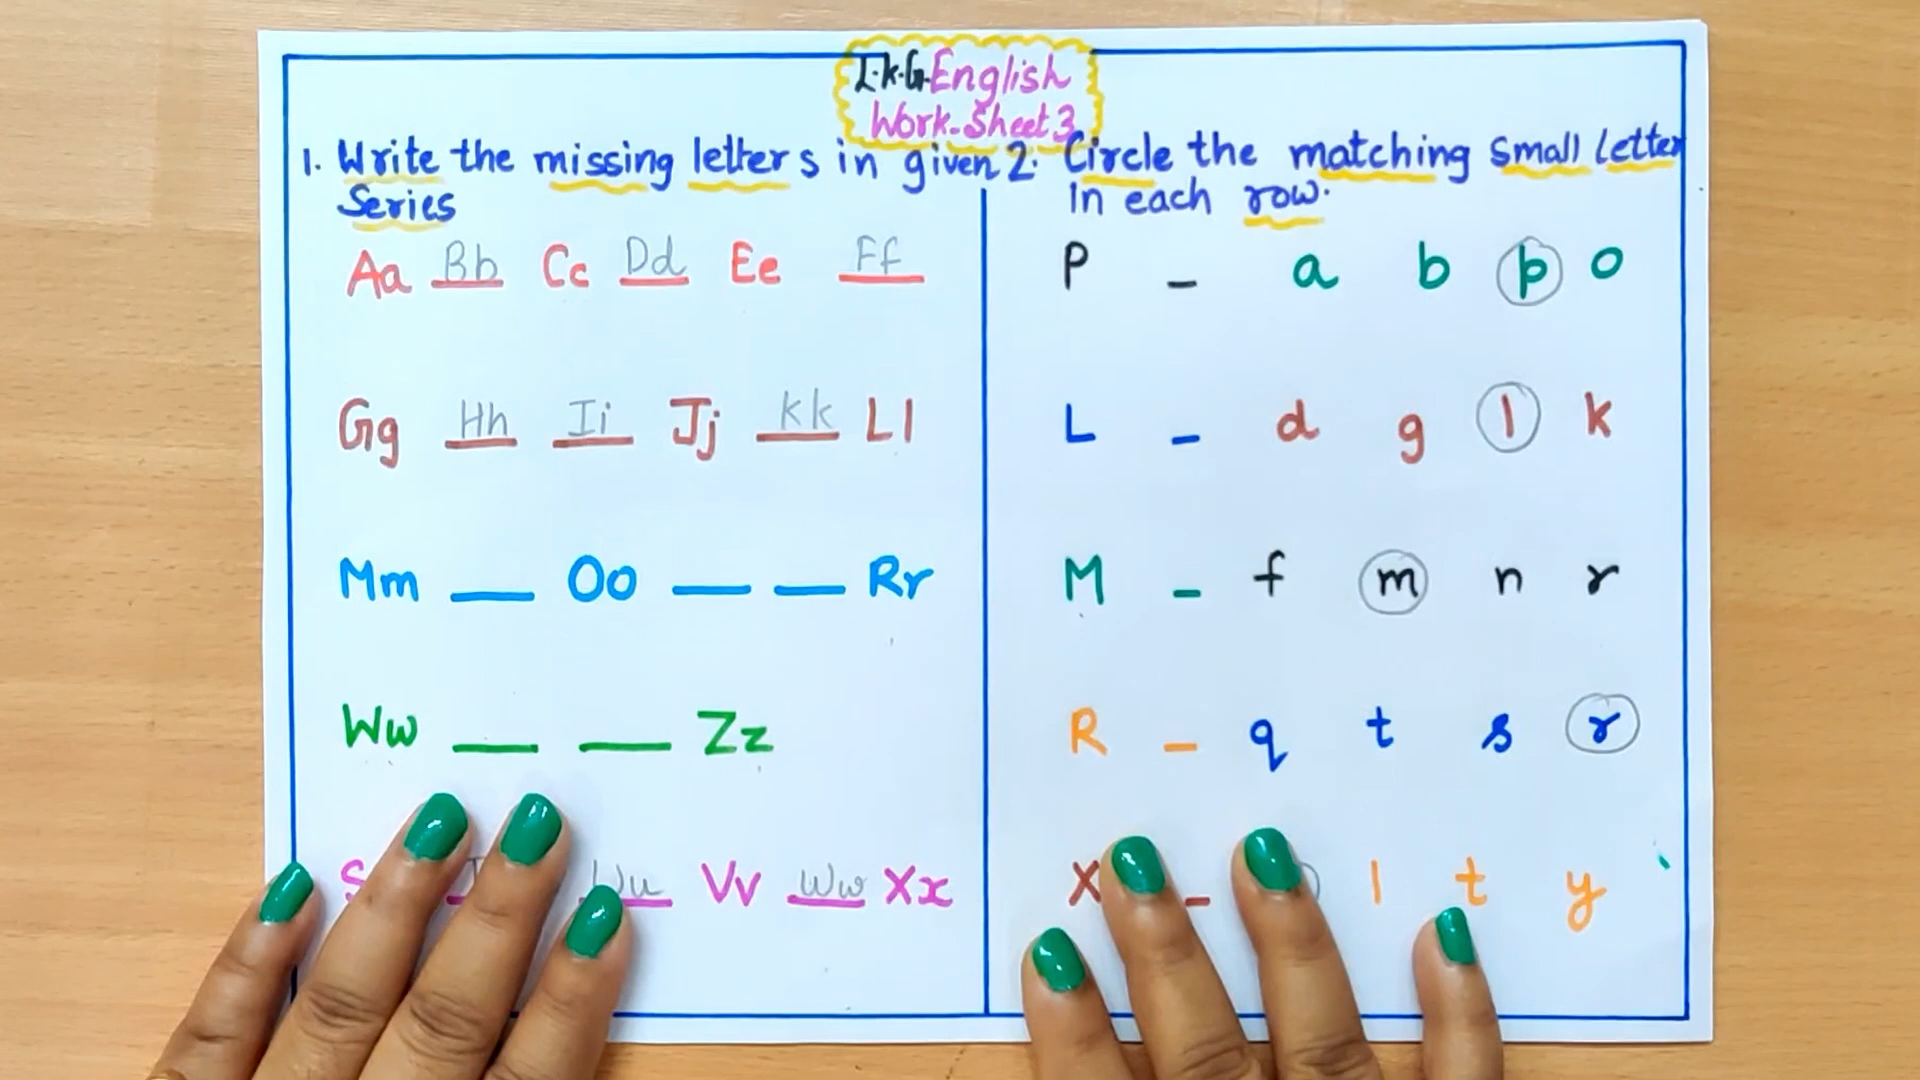 L.K.G. English
Work-Sheet 3
1. Write the missing letters in given
Series
Aa Bb Cc Dd Ee Ff
Gg Hh Ii Jj Kk Ll
Mm __ Oo __ __ Rr
Ww __ __ Zz
Uu Vv Ww Xx
2. Circle the matching small letter
In each row.
P - a b p o
L - d g l k
M - f m n r
R - q t s r
X - l t y